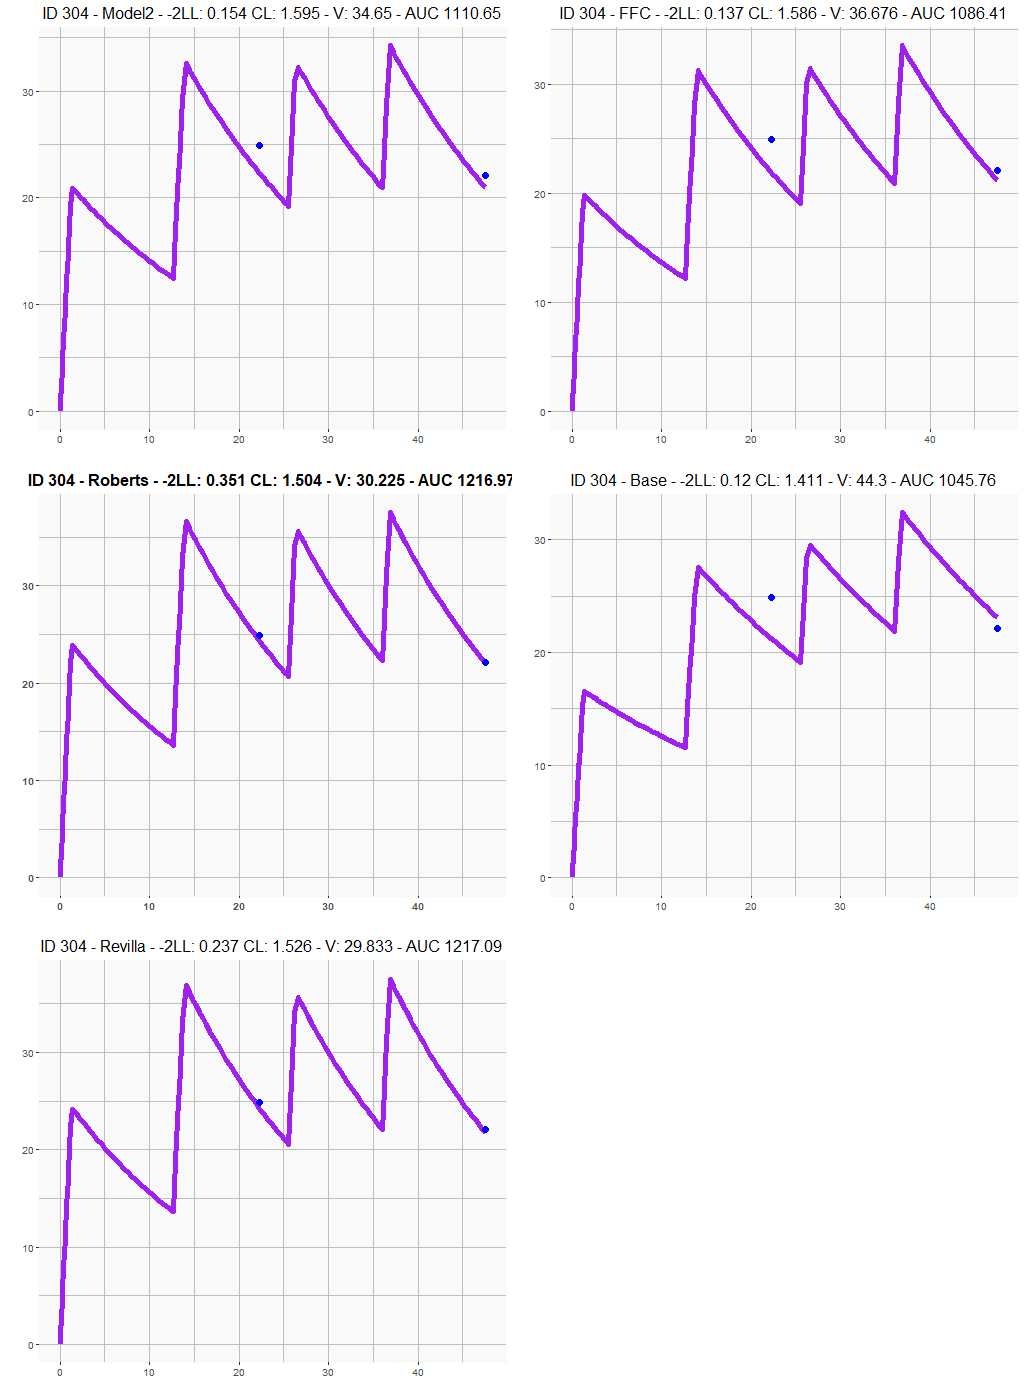 ID 304 - Model2 - -2LL: 0.154 CL: 1.595 - V: 34.65 - AUC 1110.65
30
20
10
0
0 10 20 30 40
ID 304 - FFC - -2LL: 0.137 CL: 1.586 - V: 36.676 - AUC 1086.41
30
20
10
0
0 10 20 30 40
ID 304 - Roberts - -2LL: 0.351 CL: 1.504 - V: 30.225 - AUC 1216.97
30
20
10
0
0 10 20 30 40
ID 304 - Base - -2LL: 0.12 CL: 1.411 - V: 44.3 - AUC 1045.76
30
20
10
0
0 10 20 30 40
ID 304 - Revilla - -2LL: 0.237 CL: 1.526 - V: 29.833 - AUC 1217.09
30
20
10
0
0 10 20 30 40